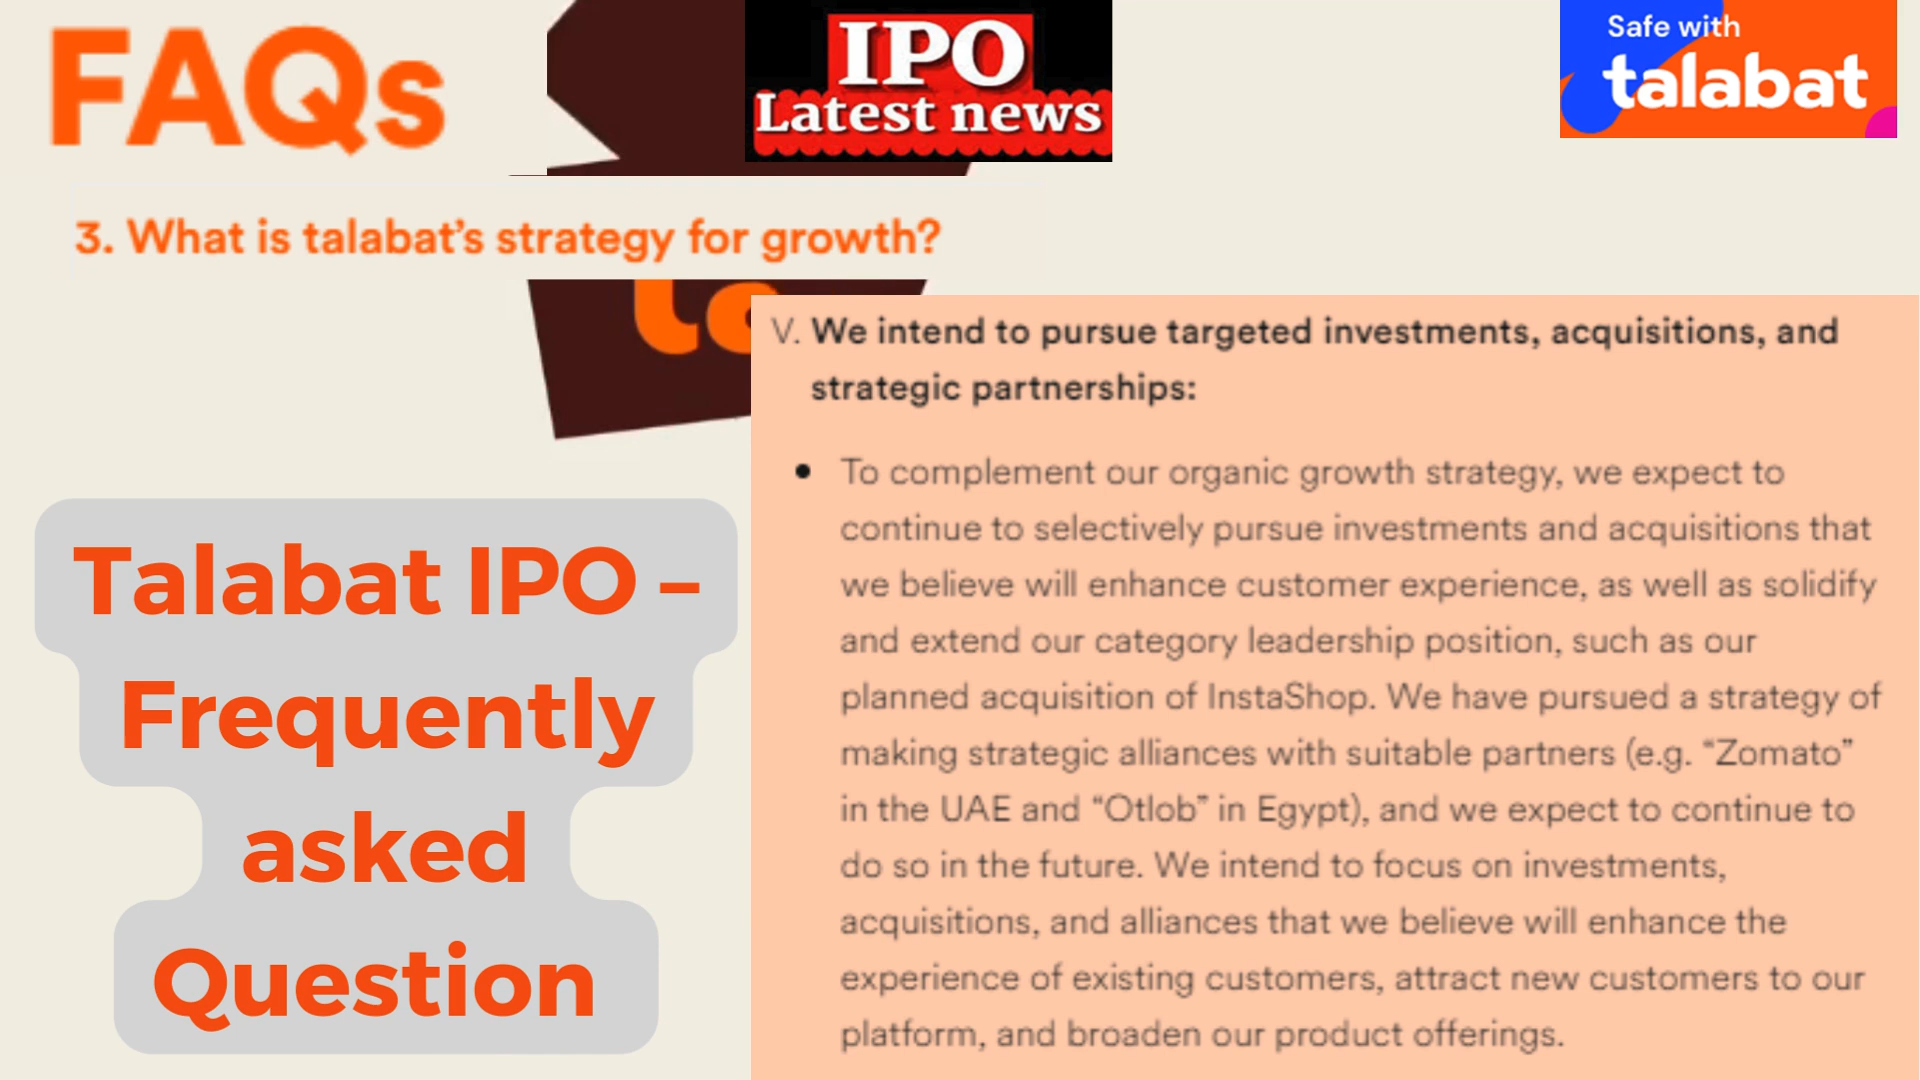 FAQs
IPO
Latest news
Safe with
talabat
3. What is talabat’s strategy for growth?
V. We intend to pursue targeted investments, acquisitions, and
strategic partnerships:
• To complement our organic growth strategy, we expect to
continue to selectively pursue investments and acquisitions that
we believe will enhance customer experience, as well as solidify
and extend our category leadership position, such as our
planned acquisition of InstaShop. We have pursued a strategy of
making strategic alliances with suitable partners (e.g. “Zomato”
in the UAE and “Otlob” in Egypt), and we expect to continue to
do so in the future. We intend to focus on investments,
acquisitions, and alliances that we believe will enhance the
experience of existing customers, attract new customers to our
platform, and broaden our product offerings.
Talabat IPO –
Frequently
asked
Question